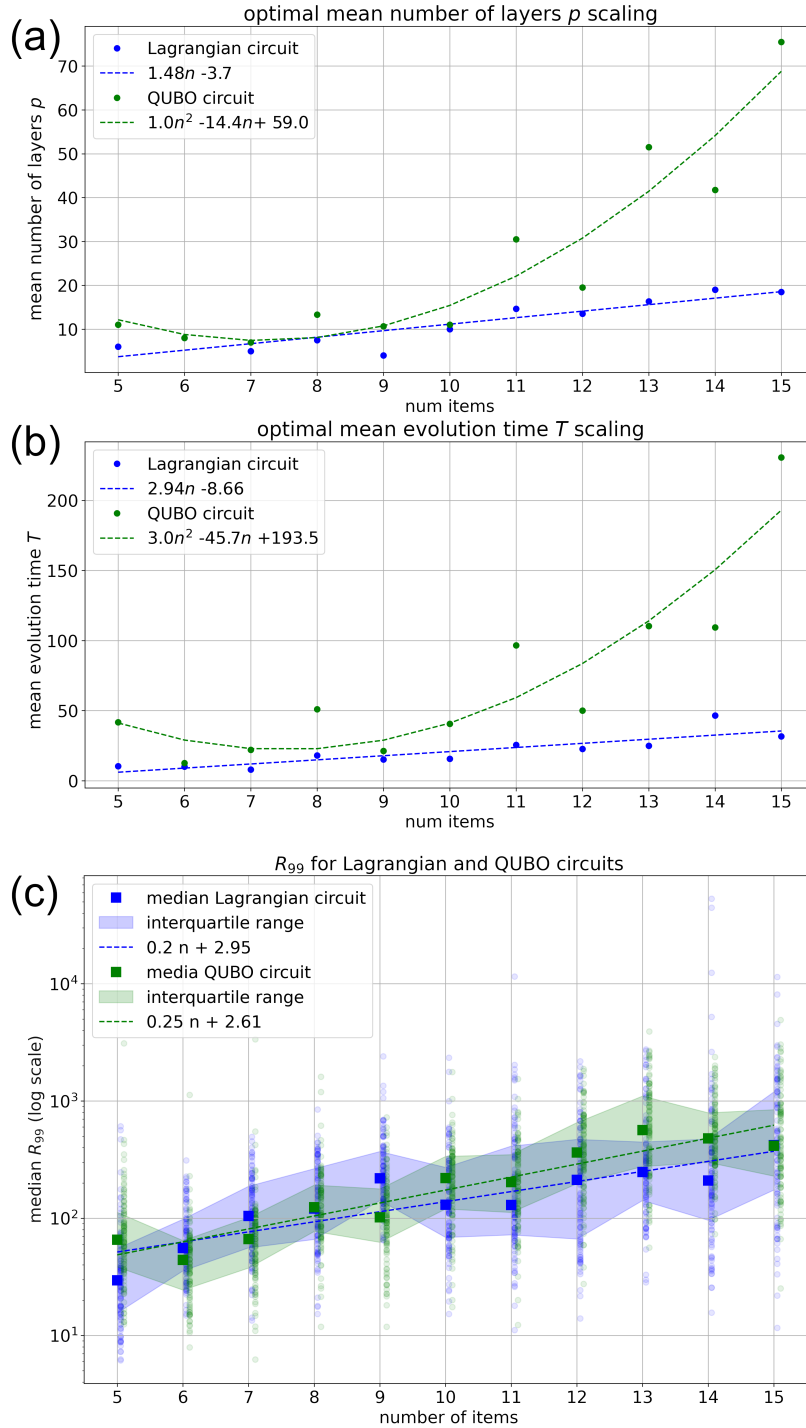 (a)
optimal mean number of layers p scaling
Lagrangian circuit
1.48n -3.7
QUBO circuit
1.0n² -14.4n+ 59.0
mean number of layers p
70
60
50
40
30
20
10
5 6 7 8 9 10 11 12 13 14 15
num items
(b)
optimal mean evolution time T scaling
Lagrangian circuit
2.94n -8.66
QUBO circuit
3.0n² -45.7n +193.5
mean evolution time T
200
150
100
50
0
5 6 7 8 9 10 11 12 13 14 15
num items
(c)
R₉₉ for Lagrangian and QUBO circuits
median Lagrangian circuit
interquartile range
0.2 n + 2.95
media QUBO circuit
interquartile range
0.25 n + 2.61
median R₉₉ (log scale)
10⁴
10³
10²
10¹
5 6 7 8 9 10 11 12 13 14 15
number of items